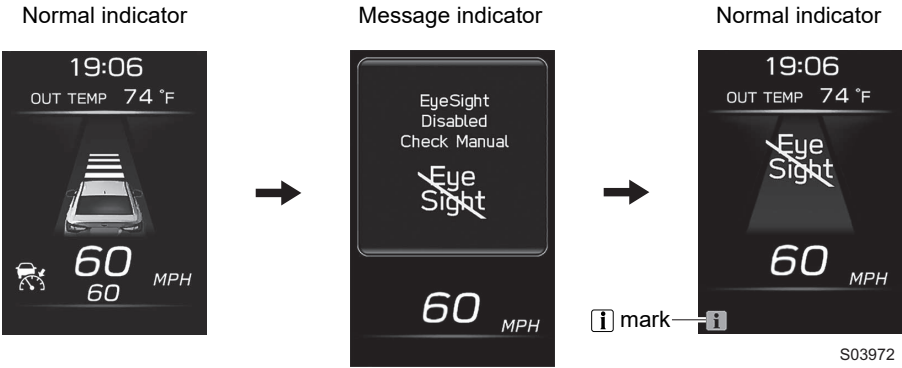 Normal indicator
19:06
OUT TEMP 74 °F
60 MPH
60
Message indicator
EyeSight
Disabled
Check Manual
Eye
Sight
60 MPH
Normal indicator
19:06
OUT TEMP 74 °F
Eye
Sight
60 MPH
i mark
i
S03972